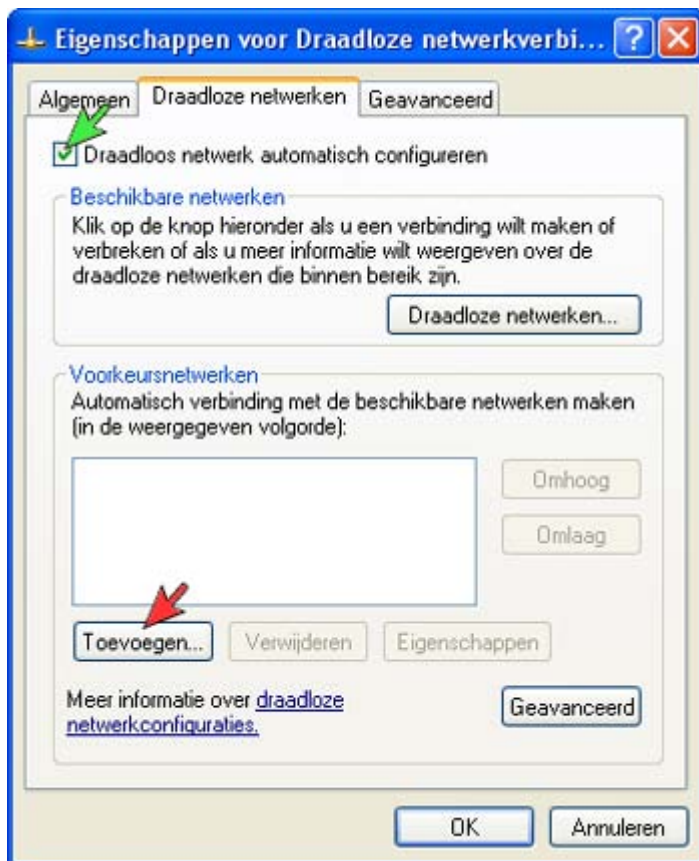 Eigenschappen voor Draadloze netwerkverbi...
Algemeen
Draadloze netwerken
Geavanceerd
Draadloos netwerk automatisch configureren
Beschikbare netwerken
Klik op de knop hieronder als u een verbinding wilt maken of
verbreken of als u meer informatie wilt weergeven over de
draadloze netwerken die binnen bereik zijn.
Draadloze netwerken...
Voorkeursnetwerken
Automatisch verbinding met de beschikbare netwerken maken
(in de weergegeven volgorde):
Omhoog
Omlaag
Toevoegen...
Verwijderen
Eigenschappen
Meer informatie over draadloze
netwerkconfiguraties.
Geavanceerd
OK
Annuleren